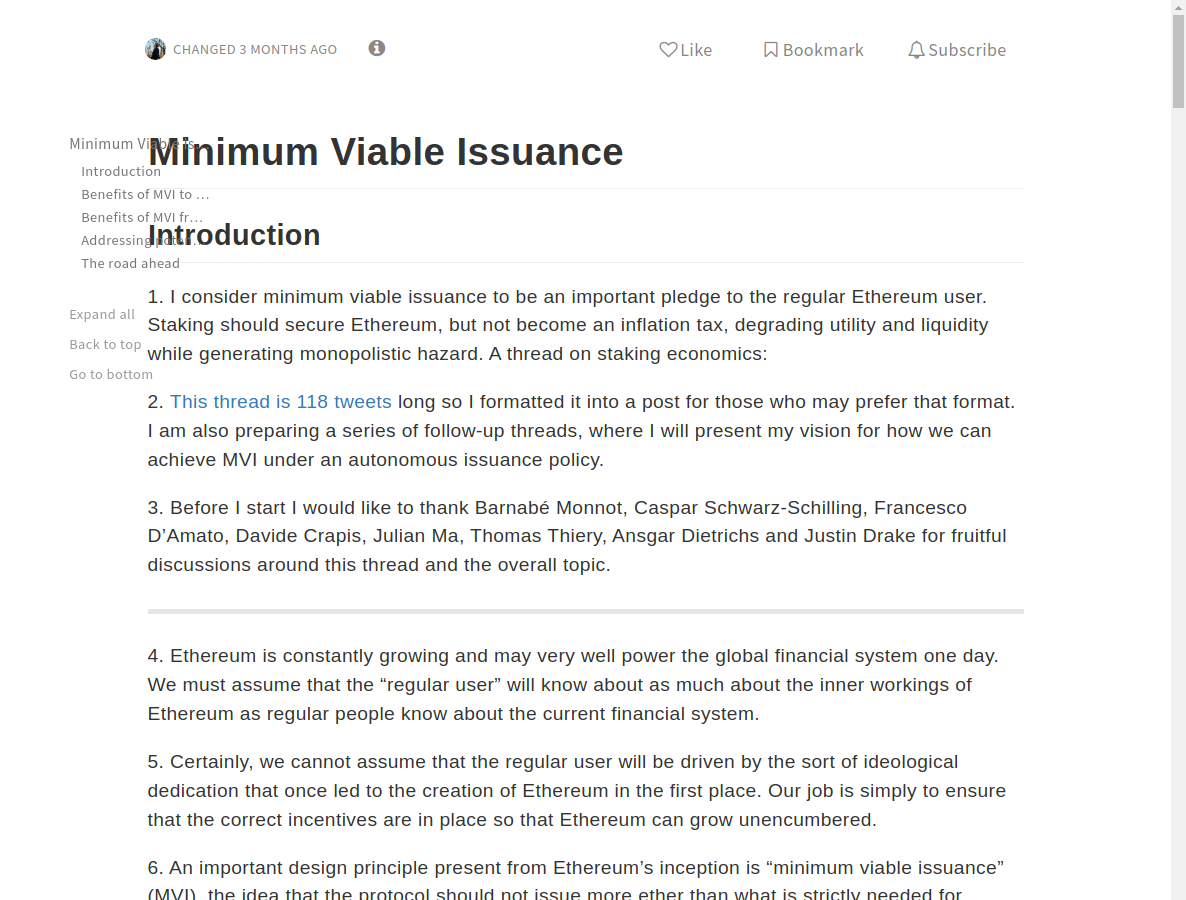 CHANGED 3 MONTHS AGO
Like
Bookmark
Subscribe
Minimum Viable Is…
Introduction
Benefits of MVI to …
Benefits of MVI fr…
Addressing poten…
The road ahead
Expand all
Back to top
Go to bottom
Minimum Viable Issuance
Introduction
1. I consider minimum viable issuance to be an important pledge to the regular Ethereum user.
Staking should secure Ethereum, but not become an inflation tax, degrading utility and liquidity
while generating monopolistic hazard. A thread on staking economics:
2. This thread is 118 tweets long so I formatted it into a post for those who may prefer that format.
I am also preparing a series of follow-up threads, where I will present my vision for how we can
achieve MVI under an autonomous issuance policy.
3. Before I start I would like to thank Barnabé Monnot, Caspar Schwarz-Schilling, Francesco
D’Amato, Davide Crapis, Julian Ma, Thomas Thiery, Ansgar Dietrichs and Justin Drake for fruitful
discussions around this thread and the overall topic.
4. Ethereum is constantly growing and may very well power the global financial system one day.
We must assume that the “regular user” will know about as much about the inner workings of
Ethereum as regular people know about the current financial system.
5. Certainly, we cannot assume that the regular user will be driven by the sort of ideological
dedication that once led to the creation of Ethereum in the first place. Our job is simply to ensure
that the correct incentives are in place so that Ethereum can grow unencumbered.
6. An important design principle present from Ethereum’s inception is “minimum viable issuance”
(MVI), the idea that the protocol should not issue more ether than what is strictly needed for